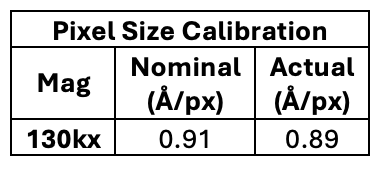 Pixel Size Calibration
Mag Nominal (Å/px) Actual (Å/px)
130kx 0.91 0.89